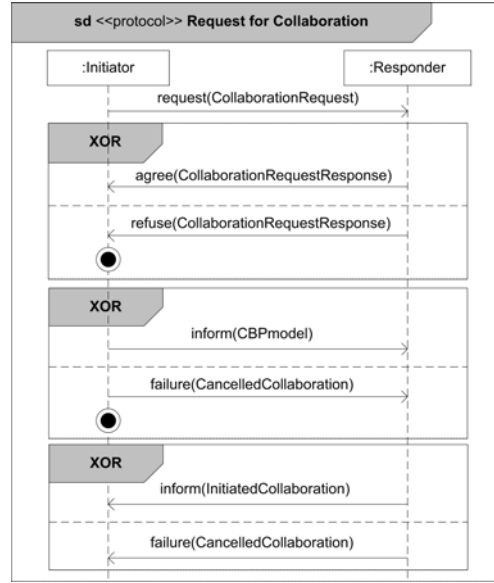 sd <<protocol>> Request for Collaboration
:Initiator
:Responder
request(CollaborationRequest)
XOR
agree(CollaborationRequestResponse)
refuse(CollaborationRequestResponse)
XOR
inform(CBPmodel)
failure(CancelledCollaboration)
XOR
inform(InitiatedCollaboration)
failure(CancelledCollaboration)